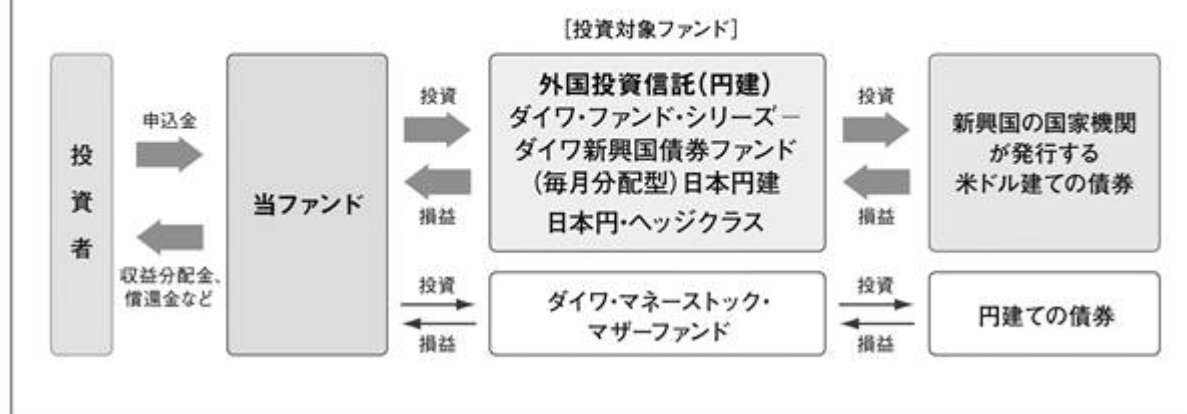 [投資対象ファンド]
投資者
申込金
収益分配金、
償還金など
当ファンド
投資
損益
外国投資信託(円建)
ダイワ・ファンド・シリーズ－
ダイワ新興国債券ファンド
(毎月分配型)日本円建
日本円・ヘッジクラス
投資
損益
新興国の国家機関
が発行する
米ドル建ての債券
投資
損益
ダイワ・マネーストック・
マザーファンド
投資
損益
円建ての債券